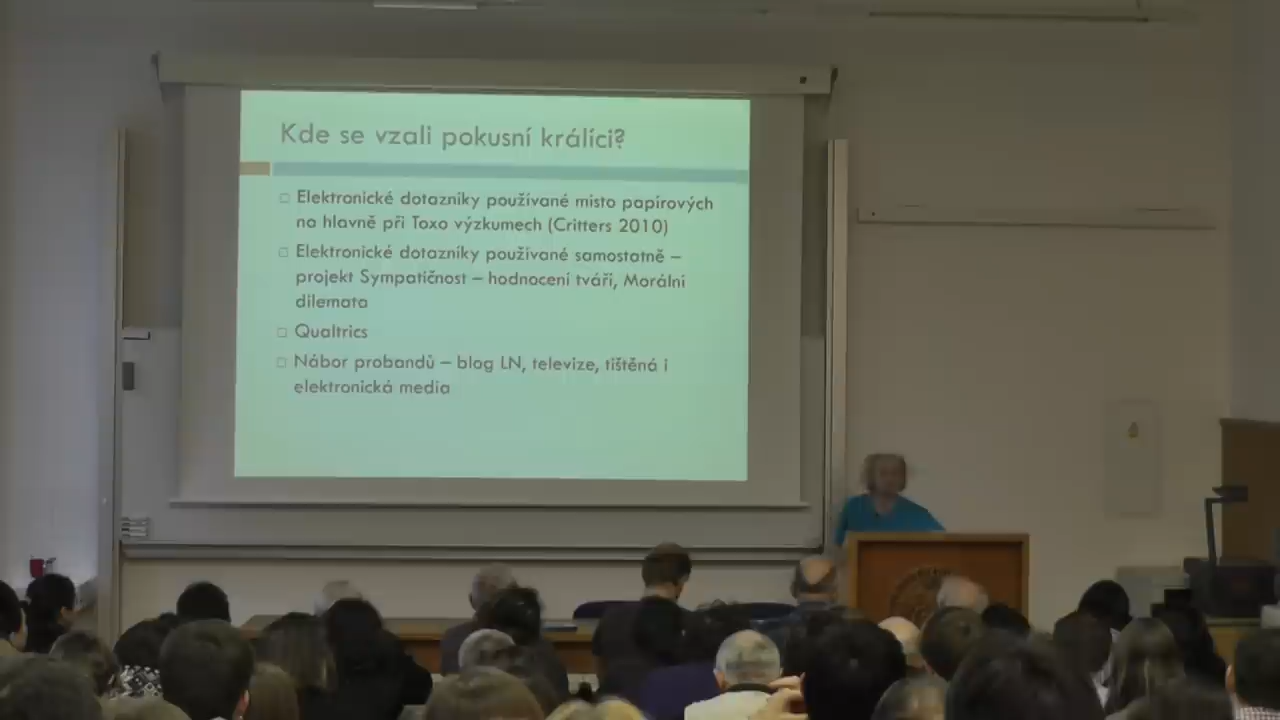 Kde se vzali pokusní králíci?
Elektronické dotazníky používané místo papírových
na hlavně při Toxo výzkumech (Critters 2010)
Elektronické dotazníky používané samostatně –
projekt Sympatičnost – hodnocení tváří, Morální
dilemata
Qualtrics
Nábor probandů – blog LN, televize, tištěná i
elektronická media